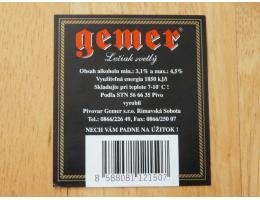 gemer
Ležiak svetlý
Obsah alkoholu min.: 3,1% a max.: 4,5%
Využiteľná energia 1850 kJ/l
Skladujte pri teplote 7-10°C !
Podľa STN 56 66 35 Pivo
vyrobil
Pivovar Gemer s.r.o. Rimavská Sobota
Tel.: 0866/226 49, Fax.: 0866/250 07
NECH VÁM PADNE NA ÚŽITOK !
8 588081 121507